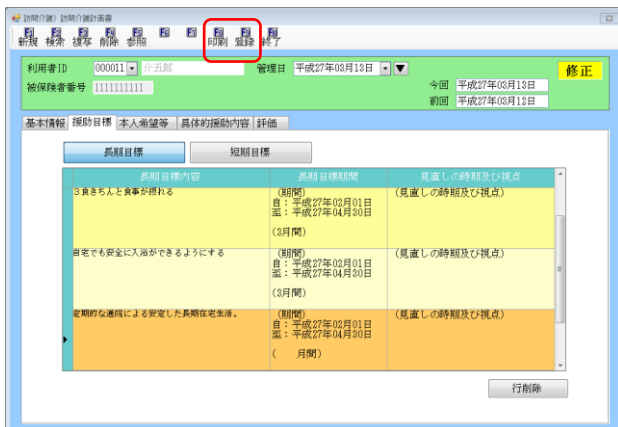 訪問介護）訪問介護計画書
F1 F2 F3 F4 F5 F6 F7 F8 F9
新規 検索 複写 削除 参照 印刷 登録 終了
利用者ID 000011 介五郎 管理日 平成27年03月13日 修正
被保険者番号 1111111111 今回 平成27年03月13日
前回 平成27年03月12日
基本情報 援助目標 本人希望等 具体的援助内容 評価
長期目標 短期目標
長期目標内容 長期目標期間 見直しの時期及び視点
3食きちんと食事が摂れる (期間) (見直しの時期及び視点)
自：平成27年02月01日
至：平成27年04月30日
(3月間)
自宅でも安全に入浴ができるようにする (期間) (見直しの時期及び視点)
自：平成27年02月01日
至：平成27年04月30日
(3月間)
定期的な通院による安定した長期在宅生活。 (期間) (見直しの時期及び視点)
自：平成27年02月01日
至：平成27年04月30日
( 月間)
行削除